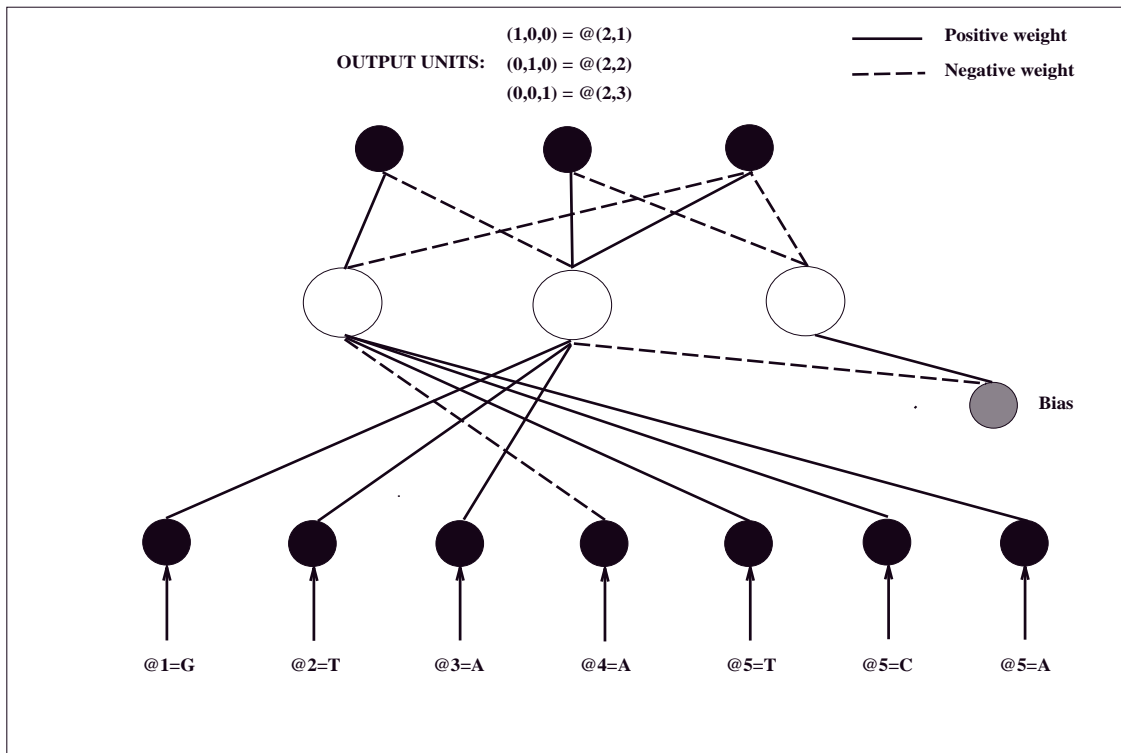 (1,0,0) = @(2,1)
OUTPUT UNITS: (0,1,0) = @(2,2)
(0,0,1) = @(2,3)
Positive weight
Negative weight
Bias
@1=G @2=T @3=A @4=A @5=T @5=C @5=A